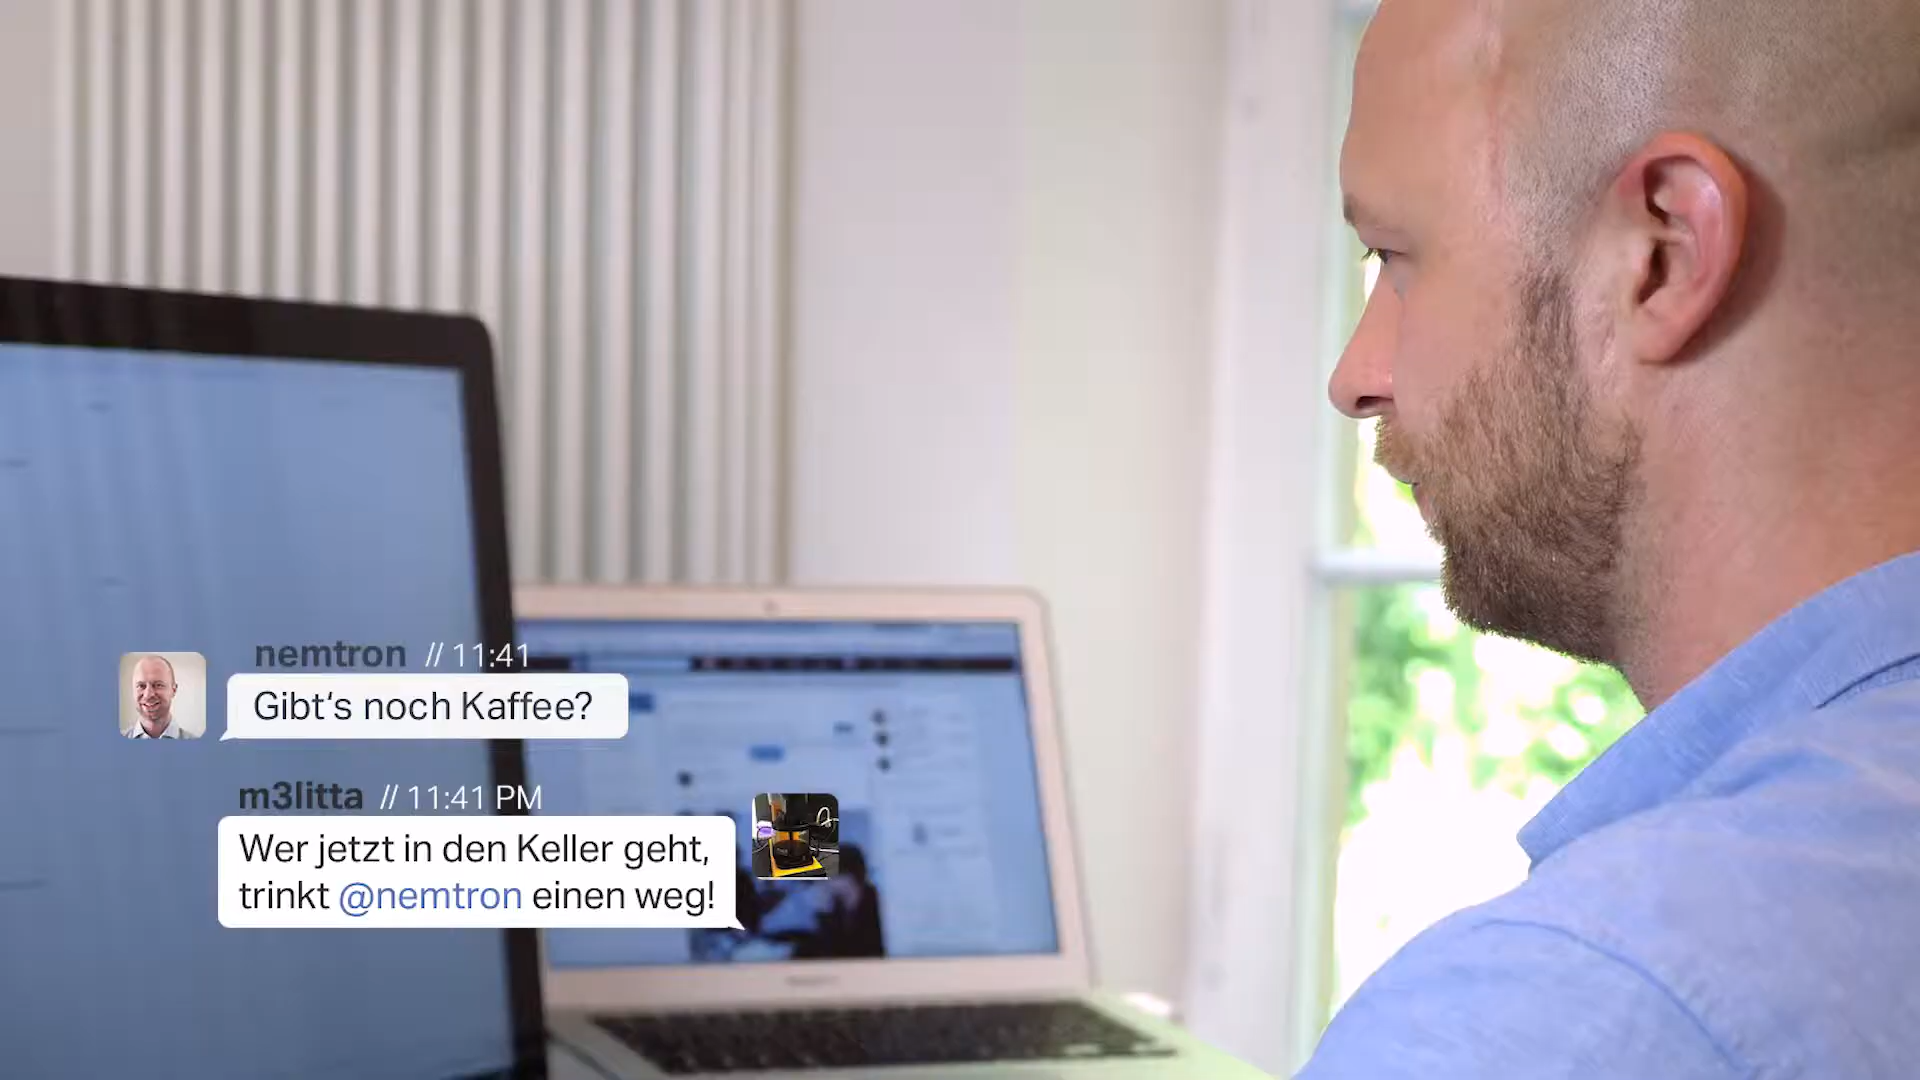 nemtron // 11:41
Gibt‘s noch Kaffee?
m3litta // 11:41 PM
Wer jetzt in den Keller geht,
trinkt @nemtron einen weg!